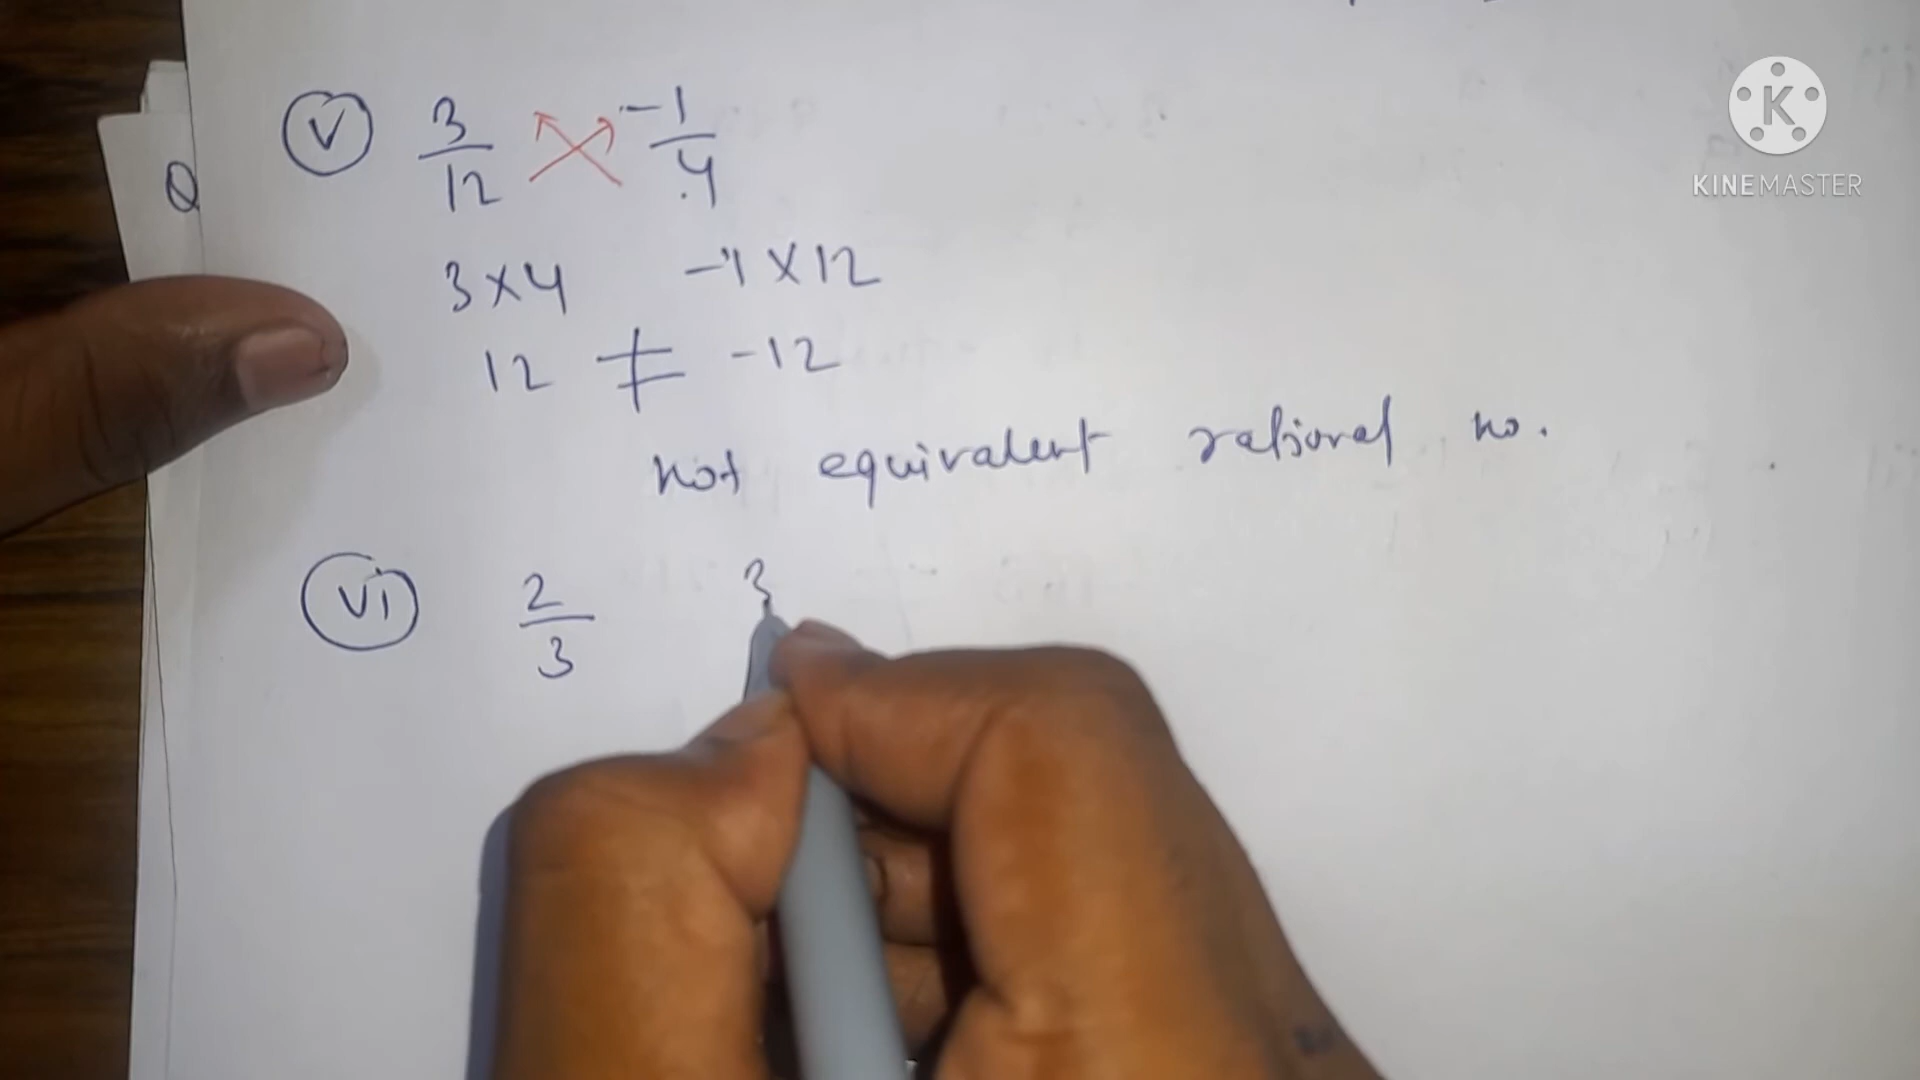 V 3/12 -1/4
Q
3 x 4 -1 x 12
12 ≠ -12
not equivalent rational no.
vi 2/3 3
K
KINEMASTER